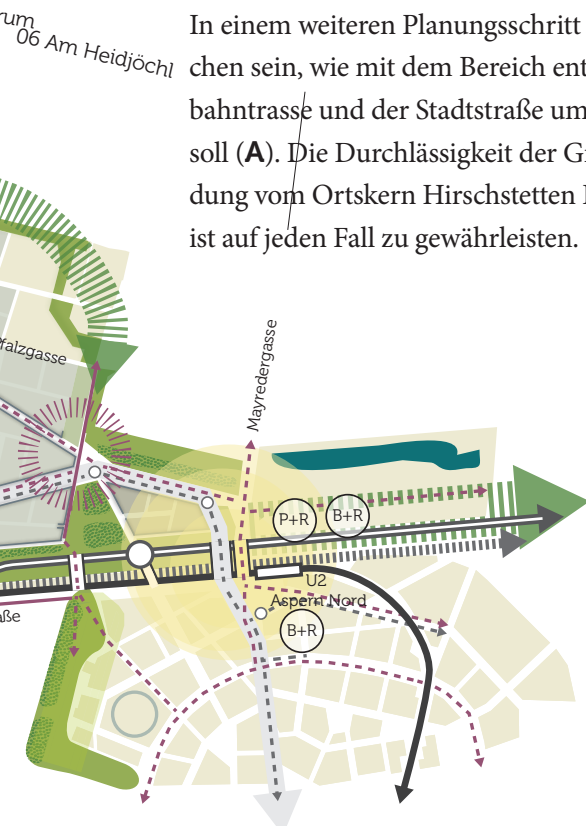 rum
06 Am Heidjöchl
In einem weiteren Planungsschritt
chen sein, wie mit dem Bereich ent
bahntrasse und der Stadtstraße um
soll (A). Die Durchlässigkeit der G
dung vom Ortskern Hirschstetten
ist auf jeden Fall zu gewährleisten.
falzgasse
Mayredergasse
P+R
B+R
U2
Aspern Nord
B+R
aße